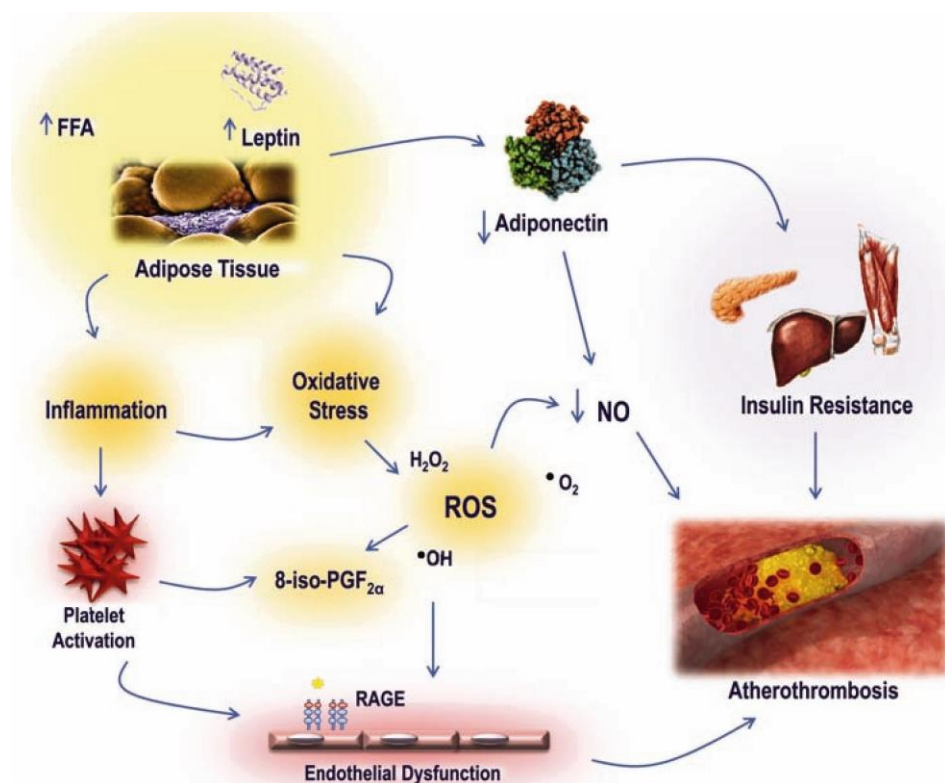 ↑ FFA
↑ Leptin
Adipose Tissue
↓ Adiponectin
Inflammation
Oxidative
Stress
↓ NO
Insulin Resistance
H₂O₂
•O₂
ROS
•OH
8-iso-PGF₂α
Platelet
Activation
RAGE
Endothelial Dysfunction
Atherothrombosis